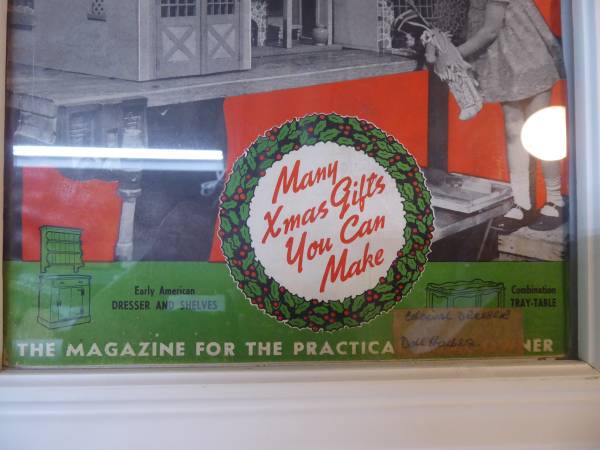 Many
Xmas Gifts
You Can
Make
Early American
DRESSER AND SHELVES
Combination
TRAY-TABLE
DRESSER
THE MAGAZINE FOR THE PRACTICA NER